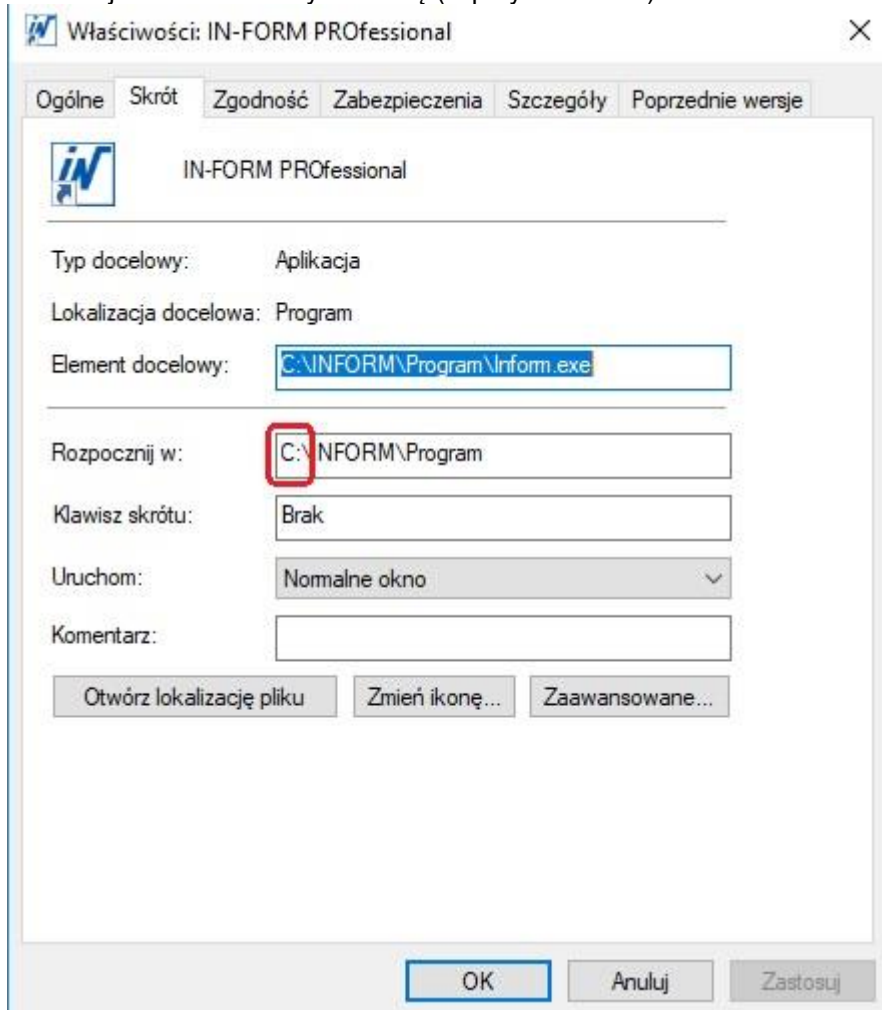 Właściwości: IN-FORM PROfessional
Ogólne Skrót Zgodność Zabezpieczenia Szczegóły Poprzednie wersje
iN
IN-FORM PROfessional
Typ docelowy: Aplikacja
Lokalizacja docelowa: Program
Element docelowy: C:\INFORM\Program\Inform.exe
Rozpocznij w: C:\INFORM\Program
Klawisz skrótu: Brak
Uruchom: Normalne okno
Komentarz:
Otwórz lokalizację pliku Zmień ikonę... Zaawansowane...
OK Anuluj Zastosuj